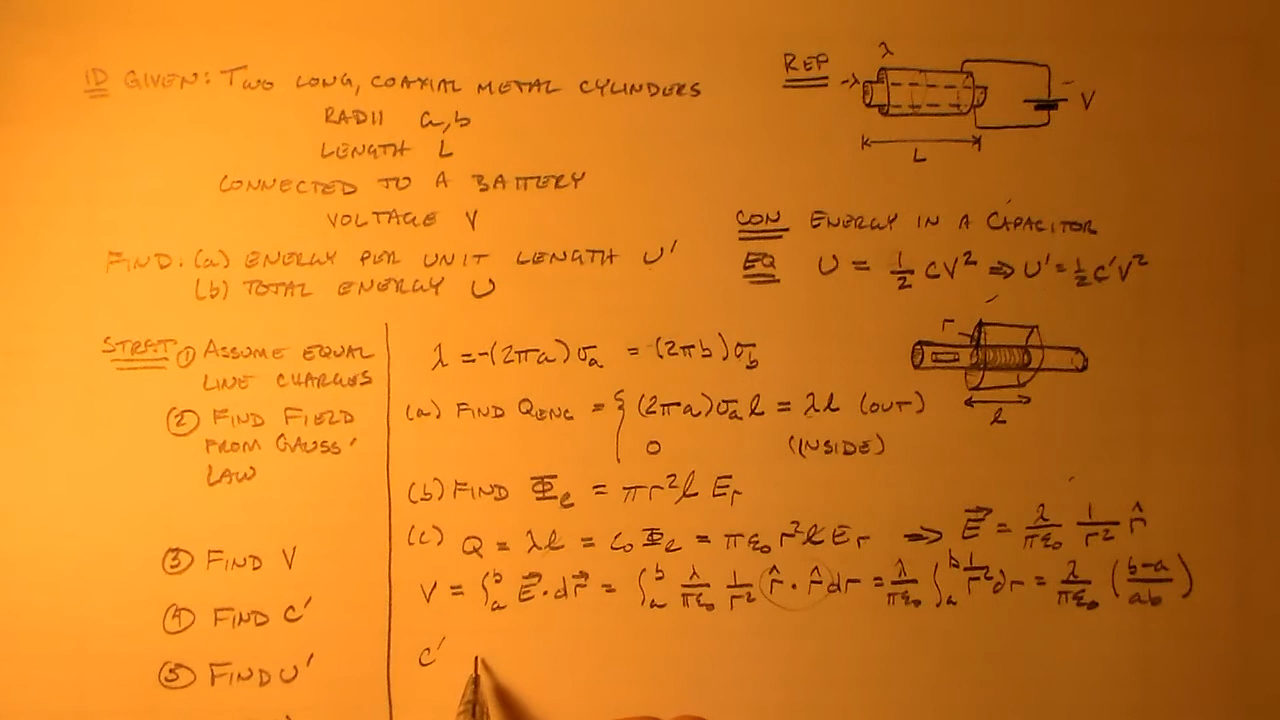 ID GIVEN: TWO LONG, COAXIAL METAL CYLINDERS
RADII a,b
LENGTH L
CONNECTED TO A BATTERY
VOLTAGE V
FIND: (a) ENERGY PER UNIT LENGTH U'
(b) TOTAL ENERGY U
REP
λ
-λ
V
L
CON ENERGY IN A CAPACITOR
EQ U = 1/2 CV² ⇒ U' = 1/2 C'V²
STRAT ① ASSUME EQUAL
LINE CHARGES
② FIND FIELD
FROM GAUSS'
LAW
③ FIND V
④ FIND C'
⑤ FIND U'
λ = -(2πa)σa = (2πb)σb
r
l
(a) FIND QENC = { (2πa)σa l = λl (OUT)
0 (INSIDE)
(b) FIND Φe = πr²l Er
(c) Q = λl = ε₀Φe = πε₀r²l Er ⇒ E⃗ = λ/πε₀ 1/r² r̂
V = ∫ₐᵇ E⃗·dr⃗ = ∫ₐᵇ λ/πε₀ 1/r² r̂·r̂ dr = λ/πε₀ ∫ₐᵇ 1/r² dr = λ/πε₀ (b-a/ab)
C'